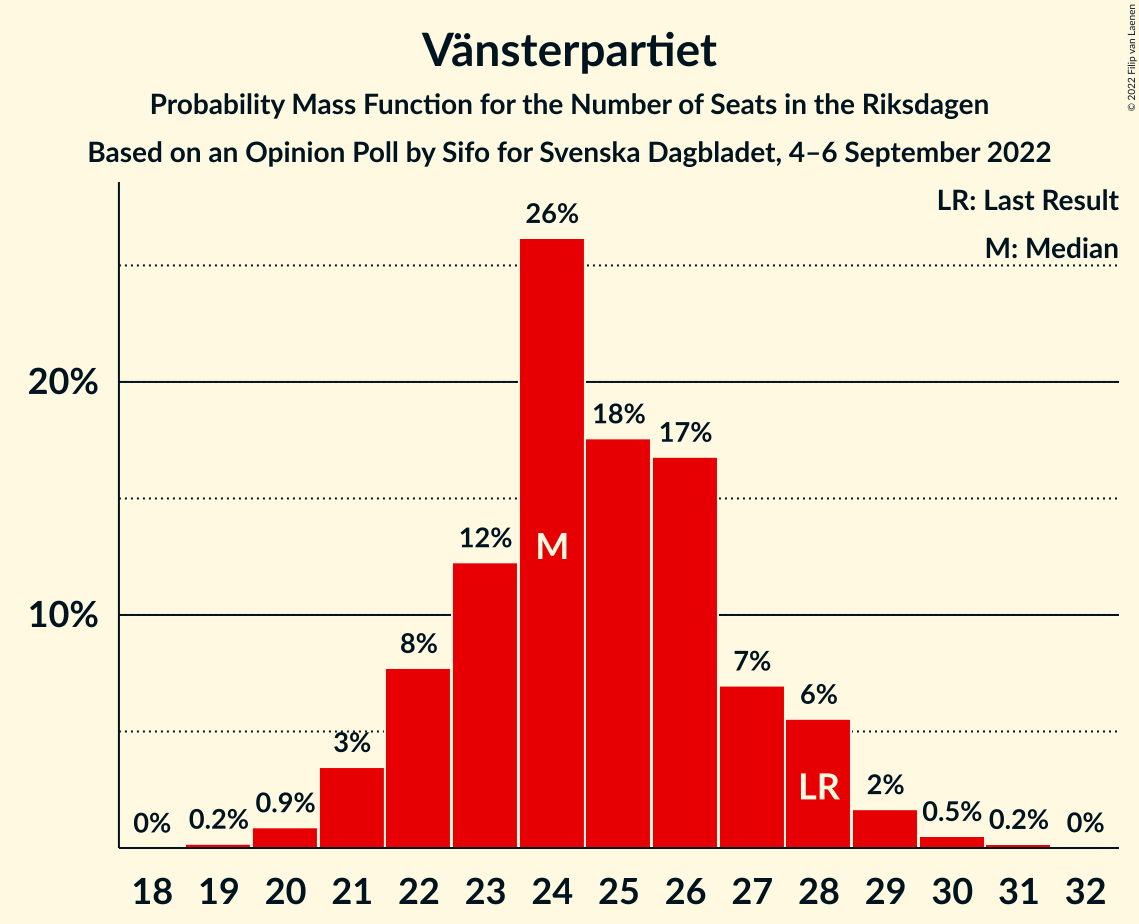 Vänsterpartiet
Probability Mass Function for the Number of Seats in the Riksdagen
Based on an Opinion Poll by Sifo for Svenska Dagbladet, 4–6 September 2022
© 2022 Filip van Laenen
LR: Last Result
M: Median
26%
20%
18%
17%
12%
M
10%
8%
7%
6%
3%
LR
2%
0.9%
0.5%
0.2%
0.2%
0%
0%
18 19 20 21 22 23 24 25 26 27 28 29 30 31 32